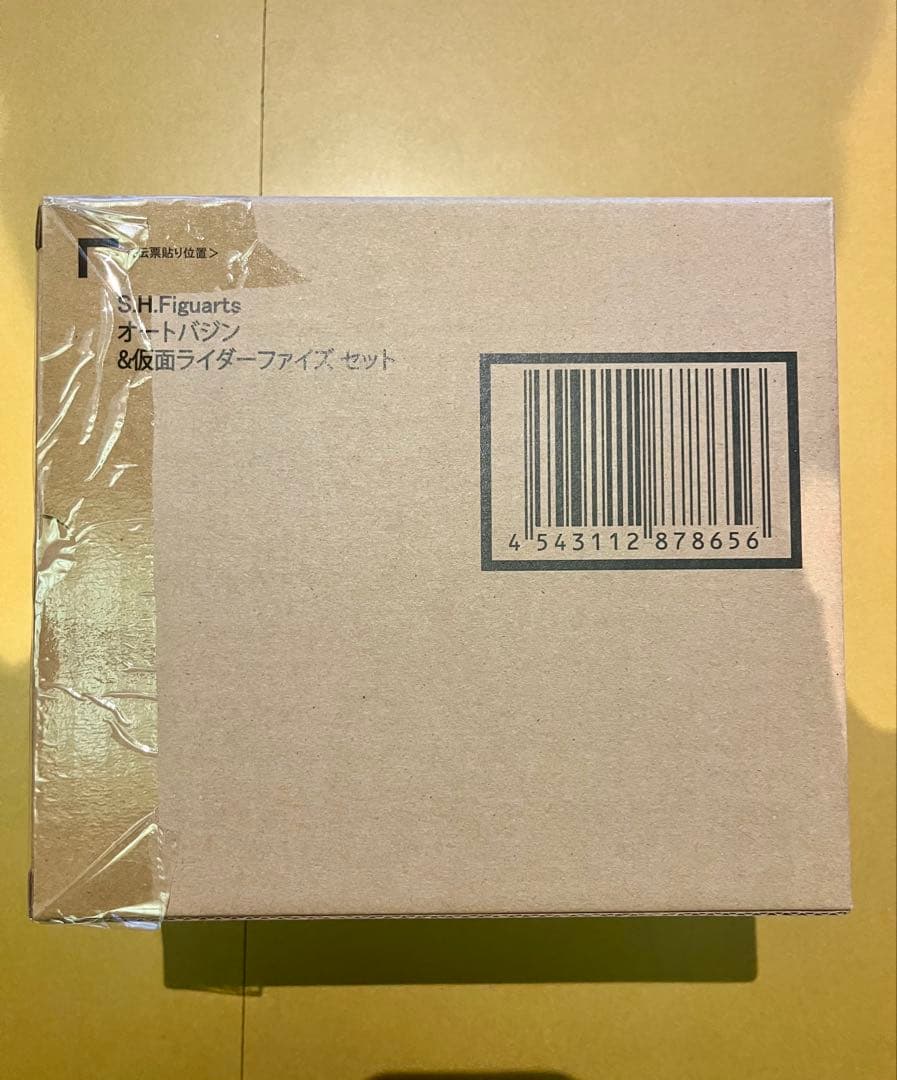 伝票貼り位置>
S.H.Figuarts
オートバジン
&仮面ライダーファイズ セット
4 543112 878656